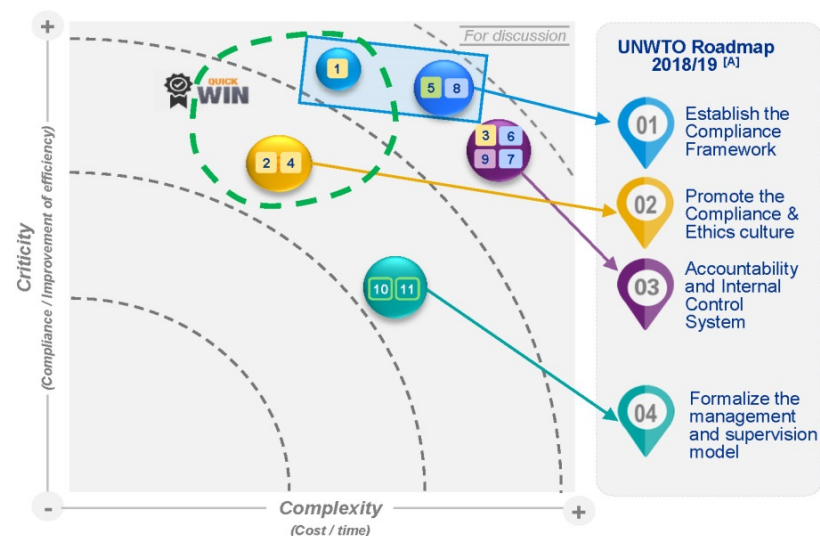 +
For discussion
QUICK
WIN
1
5 8
3 6
9 7
2 4
10 11
Criticity
(Compliance / Improvement of efficiency)
-
Complexity
(Cost / time)
+
UNWTO Roadmap
2018/19 [A]
01
Establish the
Compliance
Framework
02
Promote the
Compliance &
Ethics culture
03
Accountability
and Internal
Control
System
04
Formalize the
management
and supervision
model